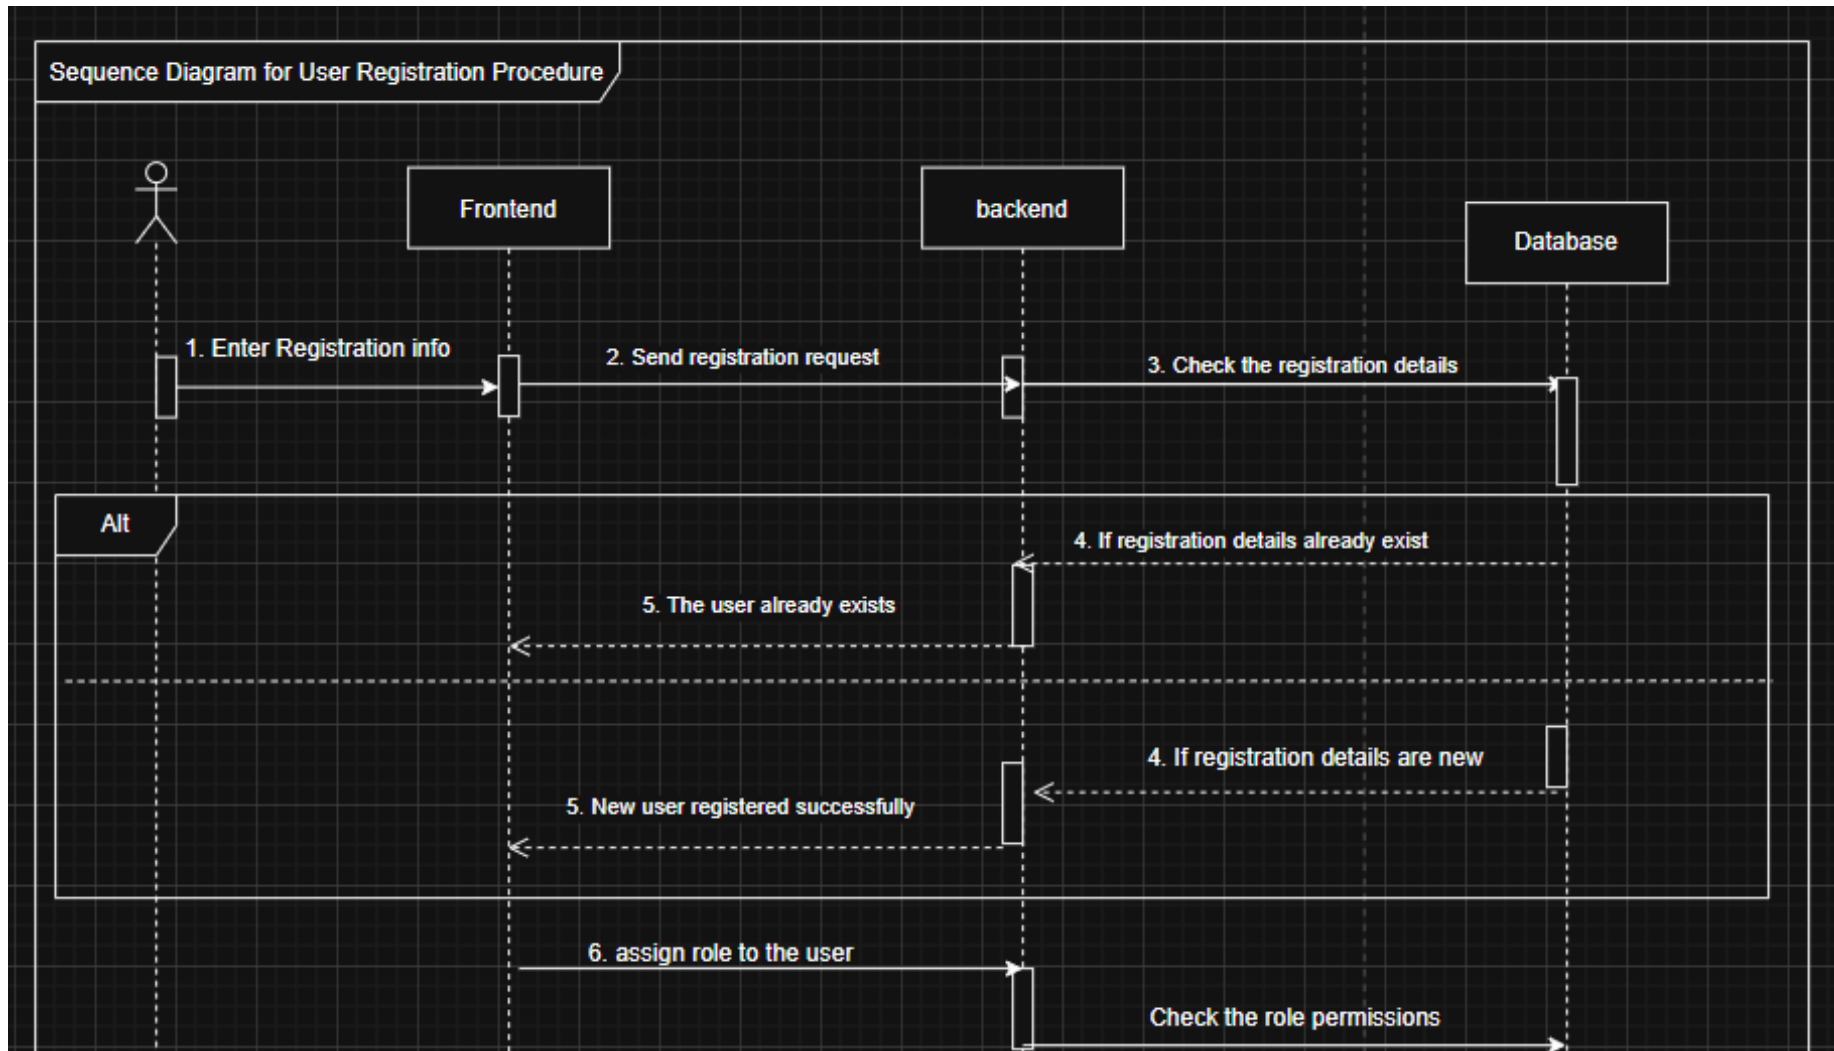 Sequence Diagram for User Registration Procedure
Frontend
backend
Database
1. Enter Registration info
2. Send registration request
3. Check the registration details
Alt
4. If registration details already exist
5. The user already exists
4. If registration details are new
5. New user registered successfully
6. assign role to the user
Check the role permissions